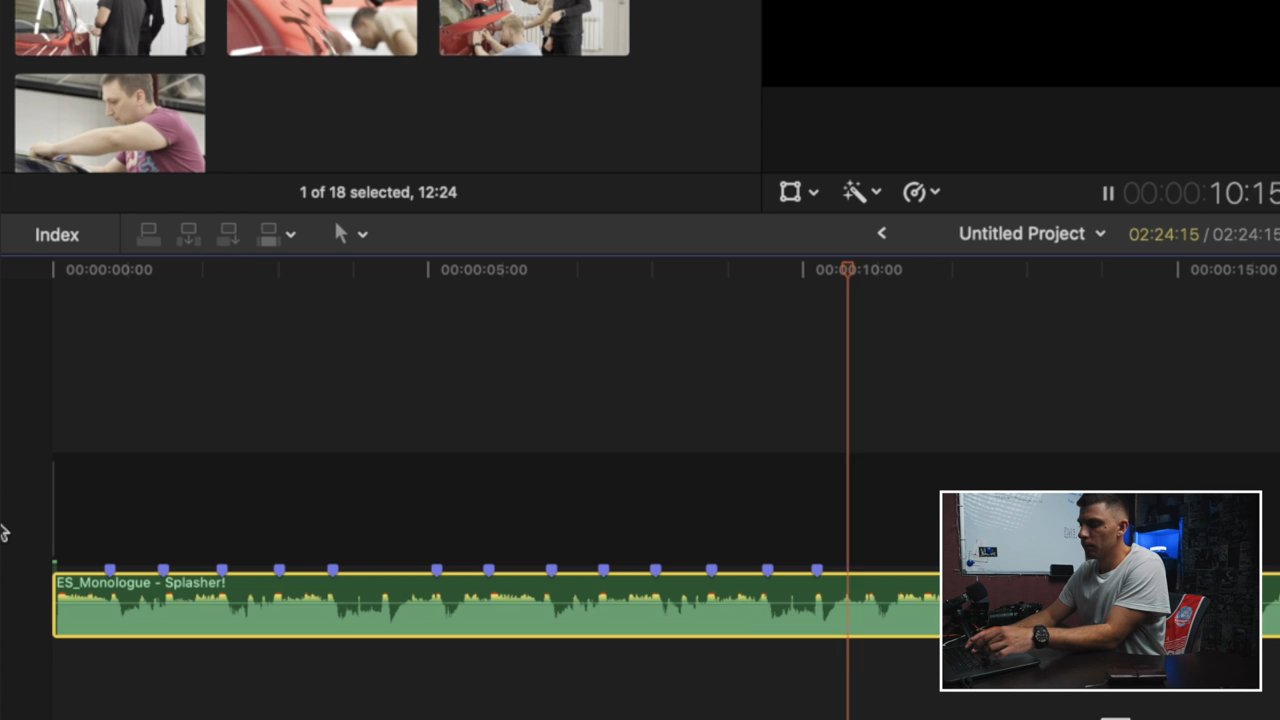 1 of 18 selected, 12:24
00:00:10:15
Index
Untitled Project
02:24:15 / 02:24:15
00:00:00:00
00:00:05:00
00:00:10:00
00:00:15:00
ES_Monologue - Splasher!